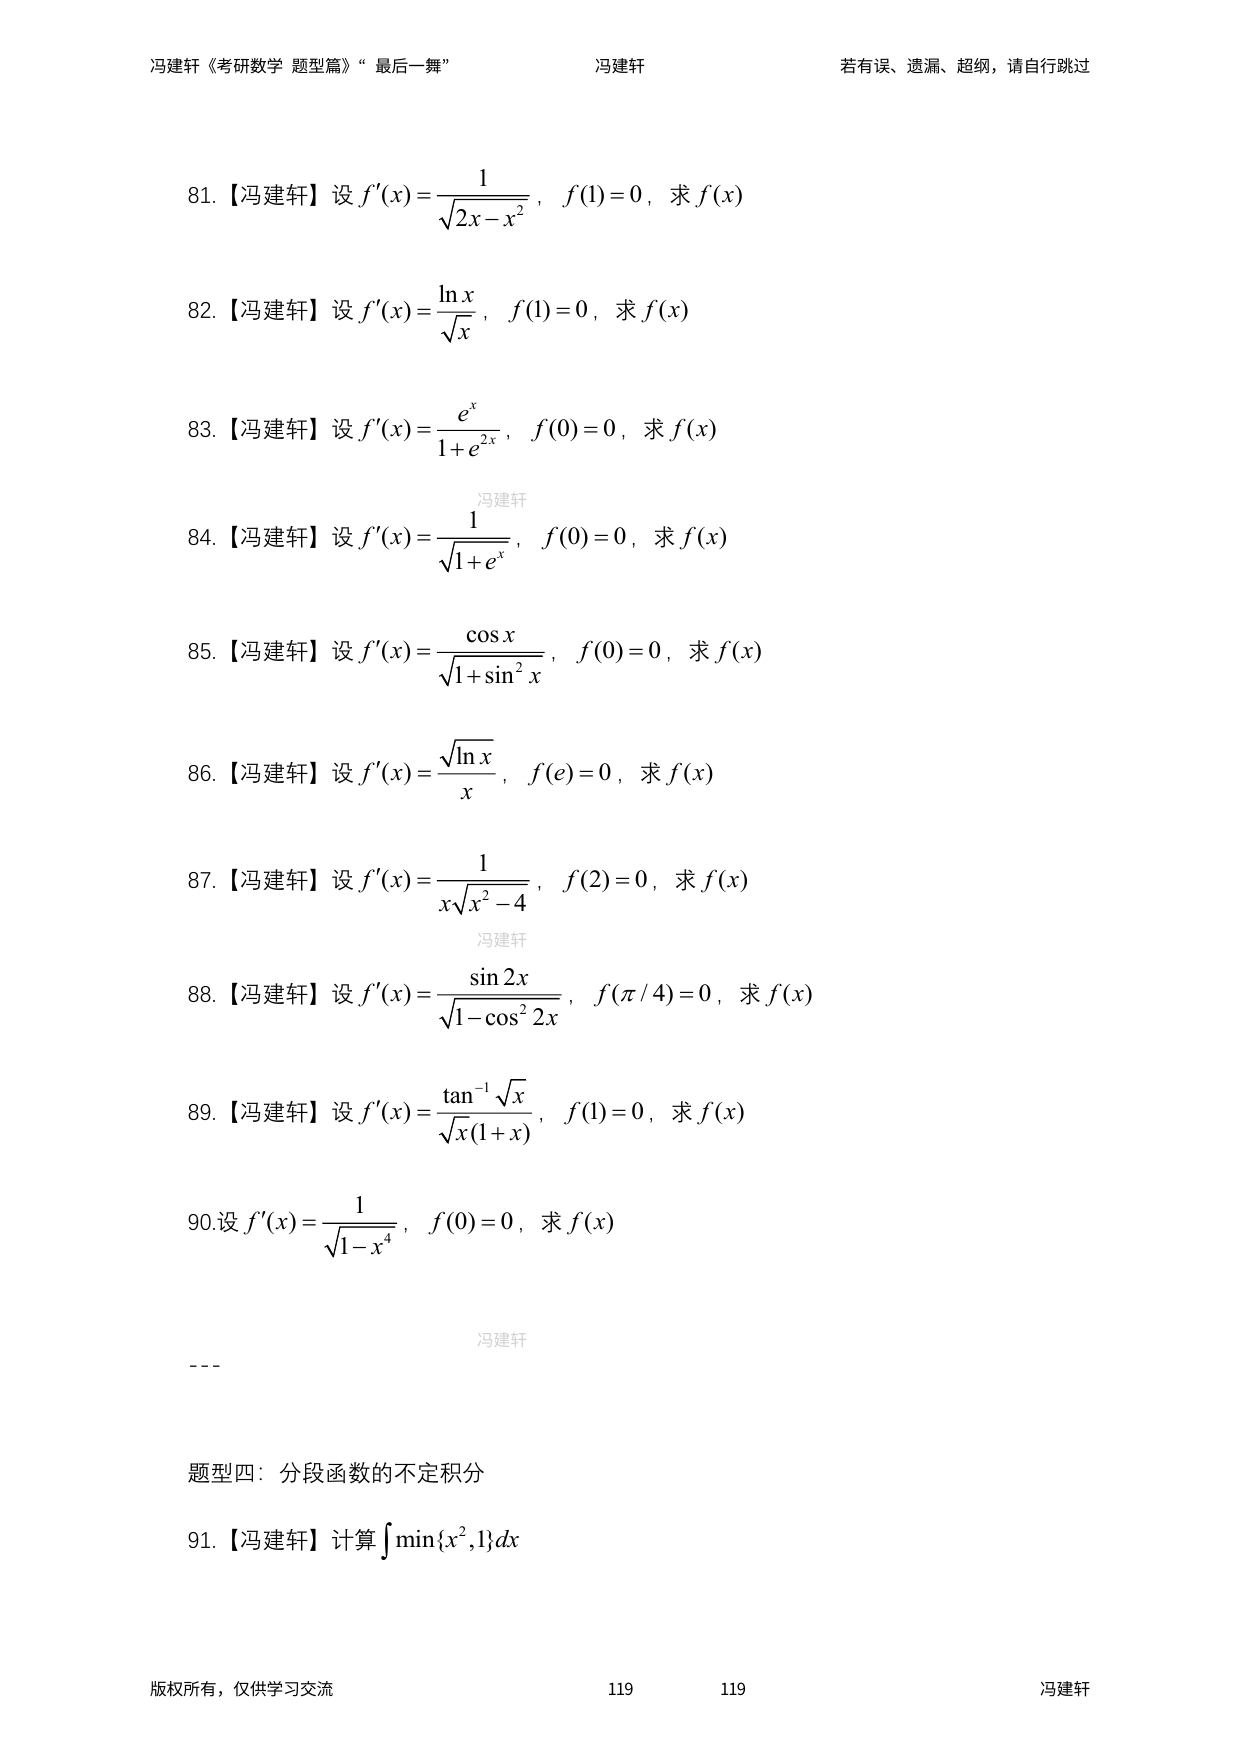 冯建轩《考研数学 题型篇》“ 最后一舞” 冯建轩 若有误、遗漏、超纲，请自行跳过
81.【冯建轩】设 f′(x) = 1/√(2x − x²) ， f(1) = 0 ，求 f(x)
82.【冯建轩】设 f′(x) = ln x/√x ， f(1) = 0 ，求 f(x)
83.【冯建轩】设 f′(x) = e^x/(1 + e^(2x)) ， f(0) = 0 ，求 f(x)
冯建轩
84.【冯建轩】设 f′(x) = 1/√(1 + e^x) ， f(0) = 0 ，求 f(x)
85.【冯建轩】设 f′(x) = cos x/√(1 + sin² x) ， f(0) = 0 ，求 f(x)
86.【冯建轩】设 f′(x) = √(ln x)/x ， f(e) = 0 ，求 f(x)
87.【冯建轩】设 f′(x) = 1/(x√(x² − 4)) ， f(2) = 0 ，求 f(x)
冯建轩
88.【冯建轩】设 f′(x) = sin 2x/√(1 − cos² 2x) ， f(π / 4) = 0 ，求 f(x)
89.【冯建轩】设 f′(x) = tan⁻¹ √x/(√x(1 + x)) ， f(1) = 0 ，求 f(x)
90.设 f′(x) = 1/√(1 − x⁴) ， f(0) = 0 ，求 f(x)
冯建轩
---
题型四：分段函数的不定积分
91.【冯建轩】计算 ∫ min{x²,1}dx
版权所有，仅供学习交流 119 119 冯建轩